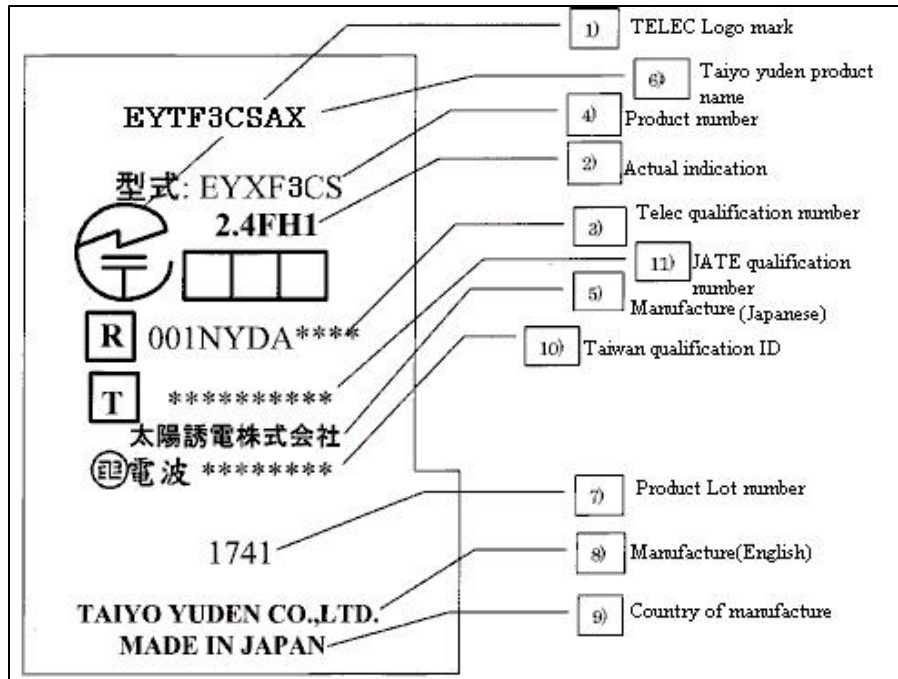 1) TELEC Logo mark
6) Taiyo yuden product
name
EYTF3CSAX
4) Product number
2) Actual indication
型式: EYXF3CS
2.4FH1
3) Telec qualification number
11) JATE qualification
number
5) Manufacture(Japanese)
R 001NYDA****
10) Taiwan qualification ID
T **********
太陽誘電株式会社
電波 ********
7) Product Lot number
1741
8) Manufacture(English)
TAIYO YUDEN CO.,LTD.
9) Country of manufacture
MADE IN JAPAN